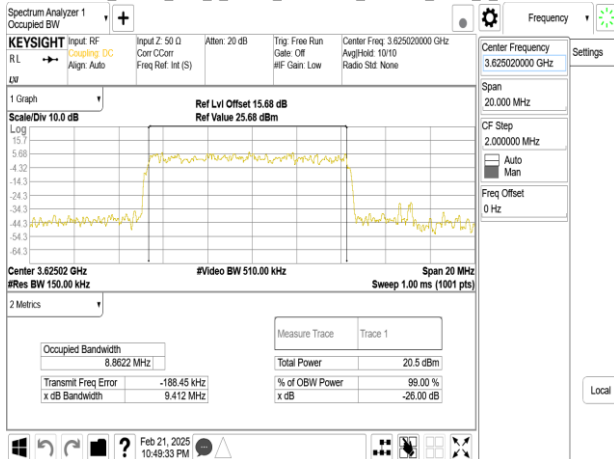 Spectrum Analyzer 1
Occupied BW
▼
+
Frequency ▼
KEYSIGHT
RL
LXI
Input: RF
Coupling: DC
Align: Auto
Input Z: 50 Ω
Corr CCorr
Freq Ref: Int (S)
Atten: 20 dB
Trig: Free Run
Gate: Off
#IF Gain: Low
Center Freq: 3.625020000 GHz
Avg|Hold: 10/10
Radio Std: None
Center Frequency
3.625020000 GHz
Settings
Span
20.000 MHz
CF Step
2.000000 MHz
Auto
Man
Freq Offset
0 Hz
Local
1 Graph ▼
Scale/Div 10.0 dB
Ref Lvl Offset 15.68 dB
Ref Value 25.68 dBm
Log
15.7
5.68
-4.32
-14.3
-24.3
-34.3
-44.3
-54.3
-64.3
Center 3.62502 GHz
#Video BW 510.00 kHz
Span 20 MHz
#Res BW 150.00 kHz
Sweep 1.00 ms (1001 pts)
2 Metrics ▼
Occupied Bandwidth
8.8622 MHz
Transmit Freq Error -188.45 kHz
x dB Bandwidth 9.412 MHz
Measure Trace Trace 1
Total Power 20.5 dBm
% of OBW Power 99.00 %
x dB -26.00 dB
?
Feb 21, 2025
10:49:33 PM